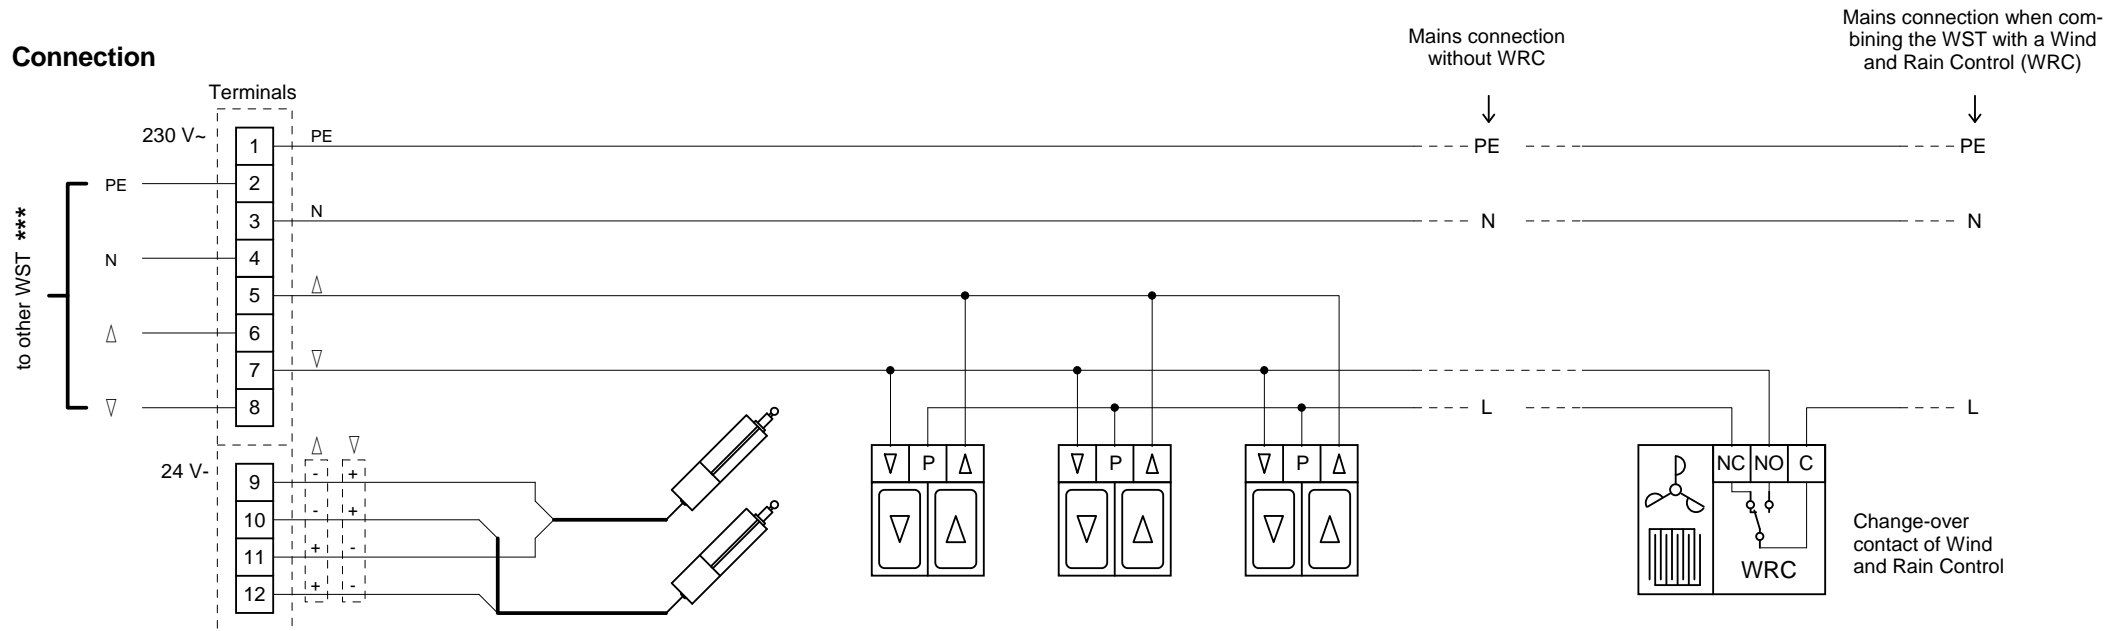 Connection
Mains connection
without WRC
Mains connection when com-
bining the WST with a Wind
and Rain Control (WRC)
Terminals
230 V~
1 PE PE PE
PE 2
3 N N N
N 4
5 △
△ 6
7 ▽
▽ 8 L L
to other WST ***
△ ▽
24 V-
9 - +
10 - +
11 + -
12 + -
▽ P △
▽ P △
▽ P △
▽ △
▽ △
▽ △
NC NO C
WRC
Change-over
contact of Wind
and Rain Control